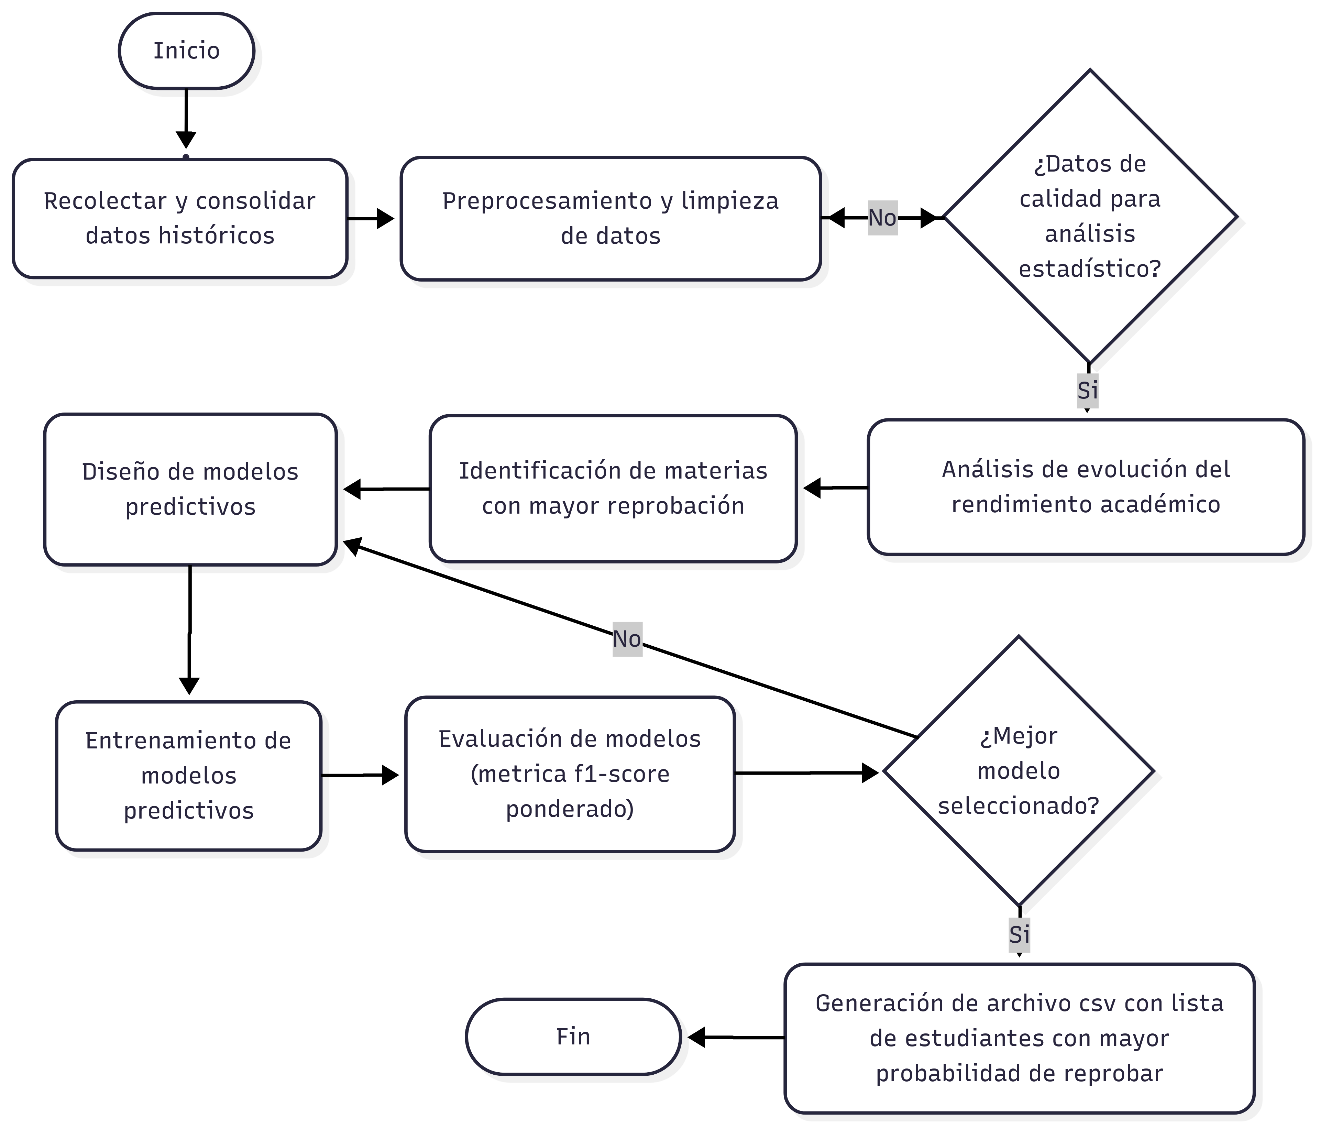 Inicio
Recolectar y consolidar
datos históricos
Preprocesamiento y limpieza
de datos
No
¿Datos de
calidad para
análisis
estadístico?
Si
Análisis de evolución del
rendimiento académico
Identificación de materias
con mayor reprobación
Diseño de modelos
predictivos
No
Entrenamiento de
modelos
predictivos
Evaluación de modelos
(metrica f1-score
ponderado)
¿Mejor
modelo
seleccionado?
Si
Generación de archivo csv con lista
de estudiantes con mayor
probabilidad de reprobar
Fin